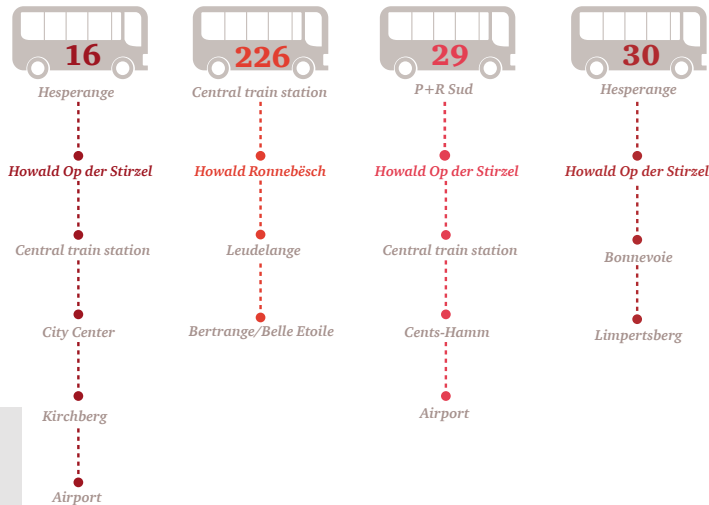 16
Hesperange
Howald Op der Stirzel
Central train station
City Center
Kirchberg
Airport
226
Central train station
Howald Ronnebësch
Leudelange
Bertrange/Belle Etoile
29
P+R Sud
Howald Op der Stirzel
Central train station
Cents-Hamm
Airport
30
Hesperange
Howald Op der Stirzel
Bonnevoie
Limpertsberg